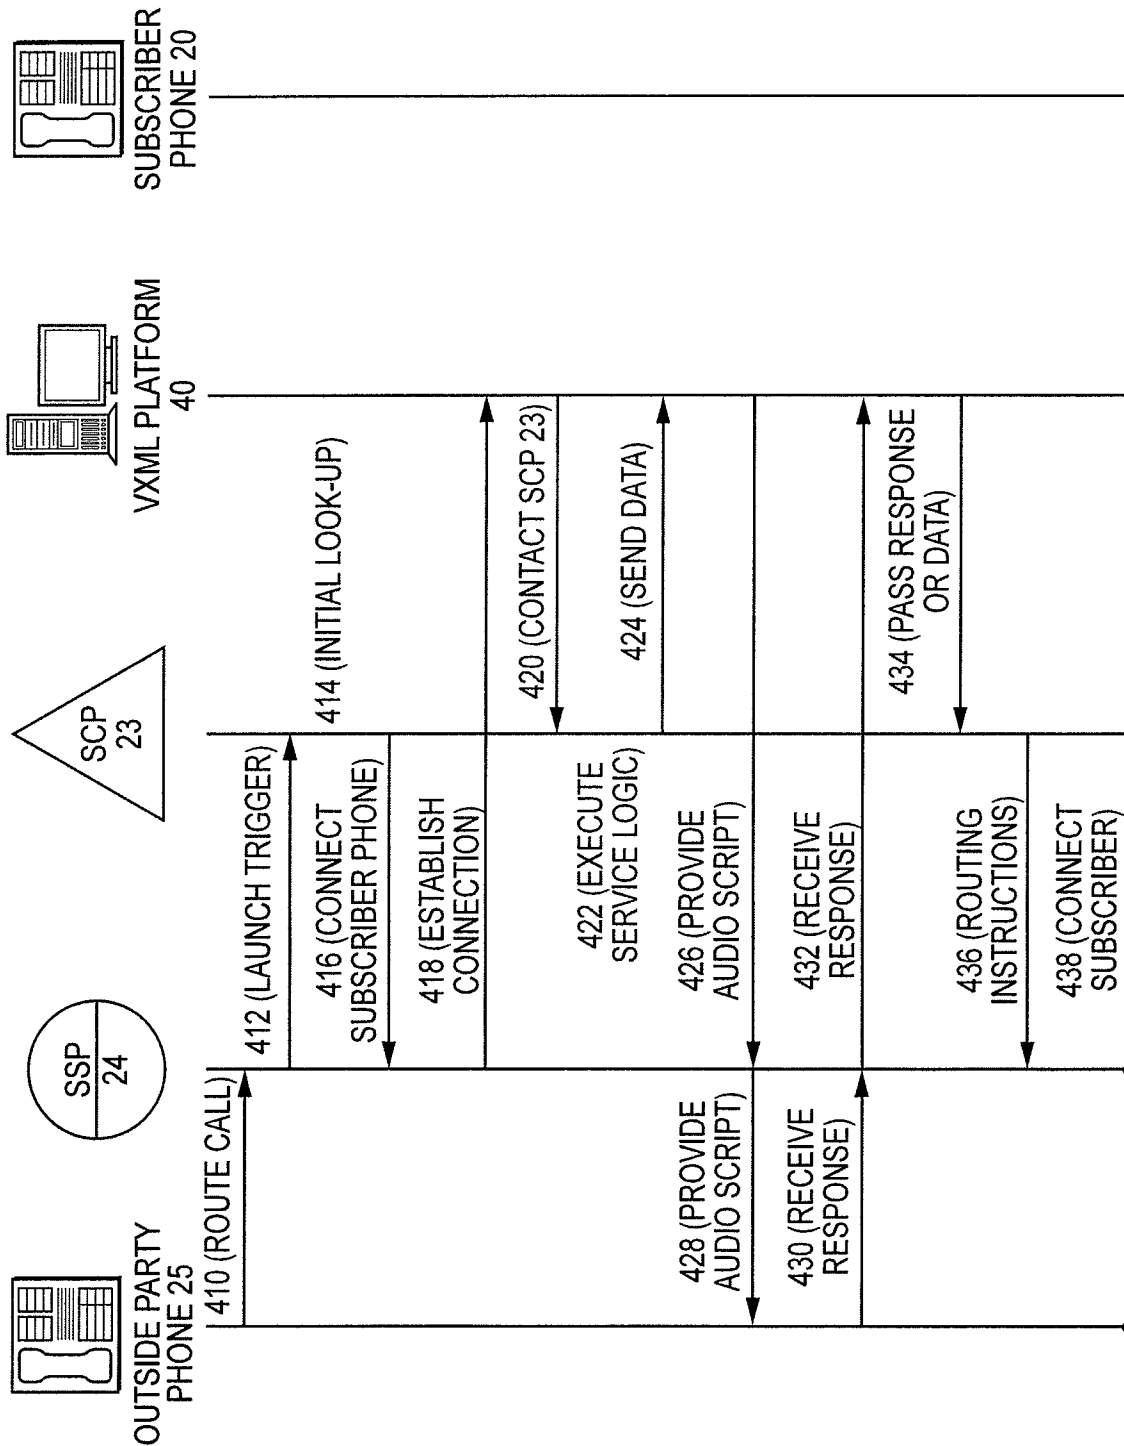 OUTSIDE PARTY
PHONE 25
SSP
24
SCP
23
VXML PLATFORM
40
SUBSCRIBER
PHONE 20
410 (ROUTE CALL)
412 (LAUNCH TRIGGER)
414 (INITIAL LOOK-UP)
416 (CONNECT
SUBSCRIBER PHONE)
418 (ESTABLISH
CONNECTION)
420 (CONTACT SCP 23)
422 (EXECUTE
SERVICE LOGIC)
424 (SEND DATA)
426 (PROVIDE
AUDIO SCRIPT)
428 (PROVIDE
AUDIO SCRIPT)
430 (RECEIVE
RESPONSE)
432 (RECEIVE
RESPONSE)
434 (PASS RESPONSE
OR DATA)
436 (ROUTING
INSTRUCTIONS)
438 (CONNECT
SUBSCRIBER)